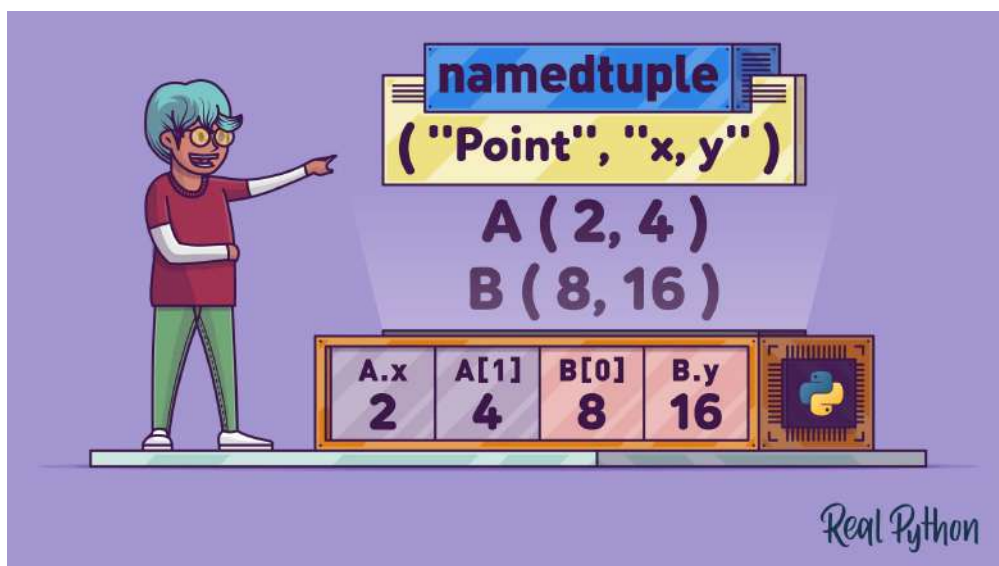 namedtuple
( "Point", "x, y" )
A ( 2, 4 )
B ( 8, 16 )
A.x A[1] B[0] B.y
2 4 8 16
Real Python